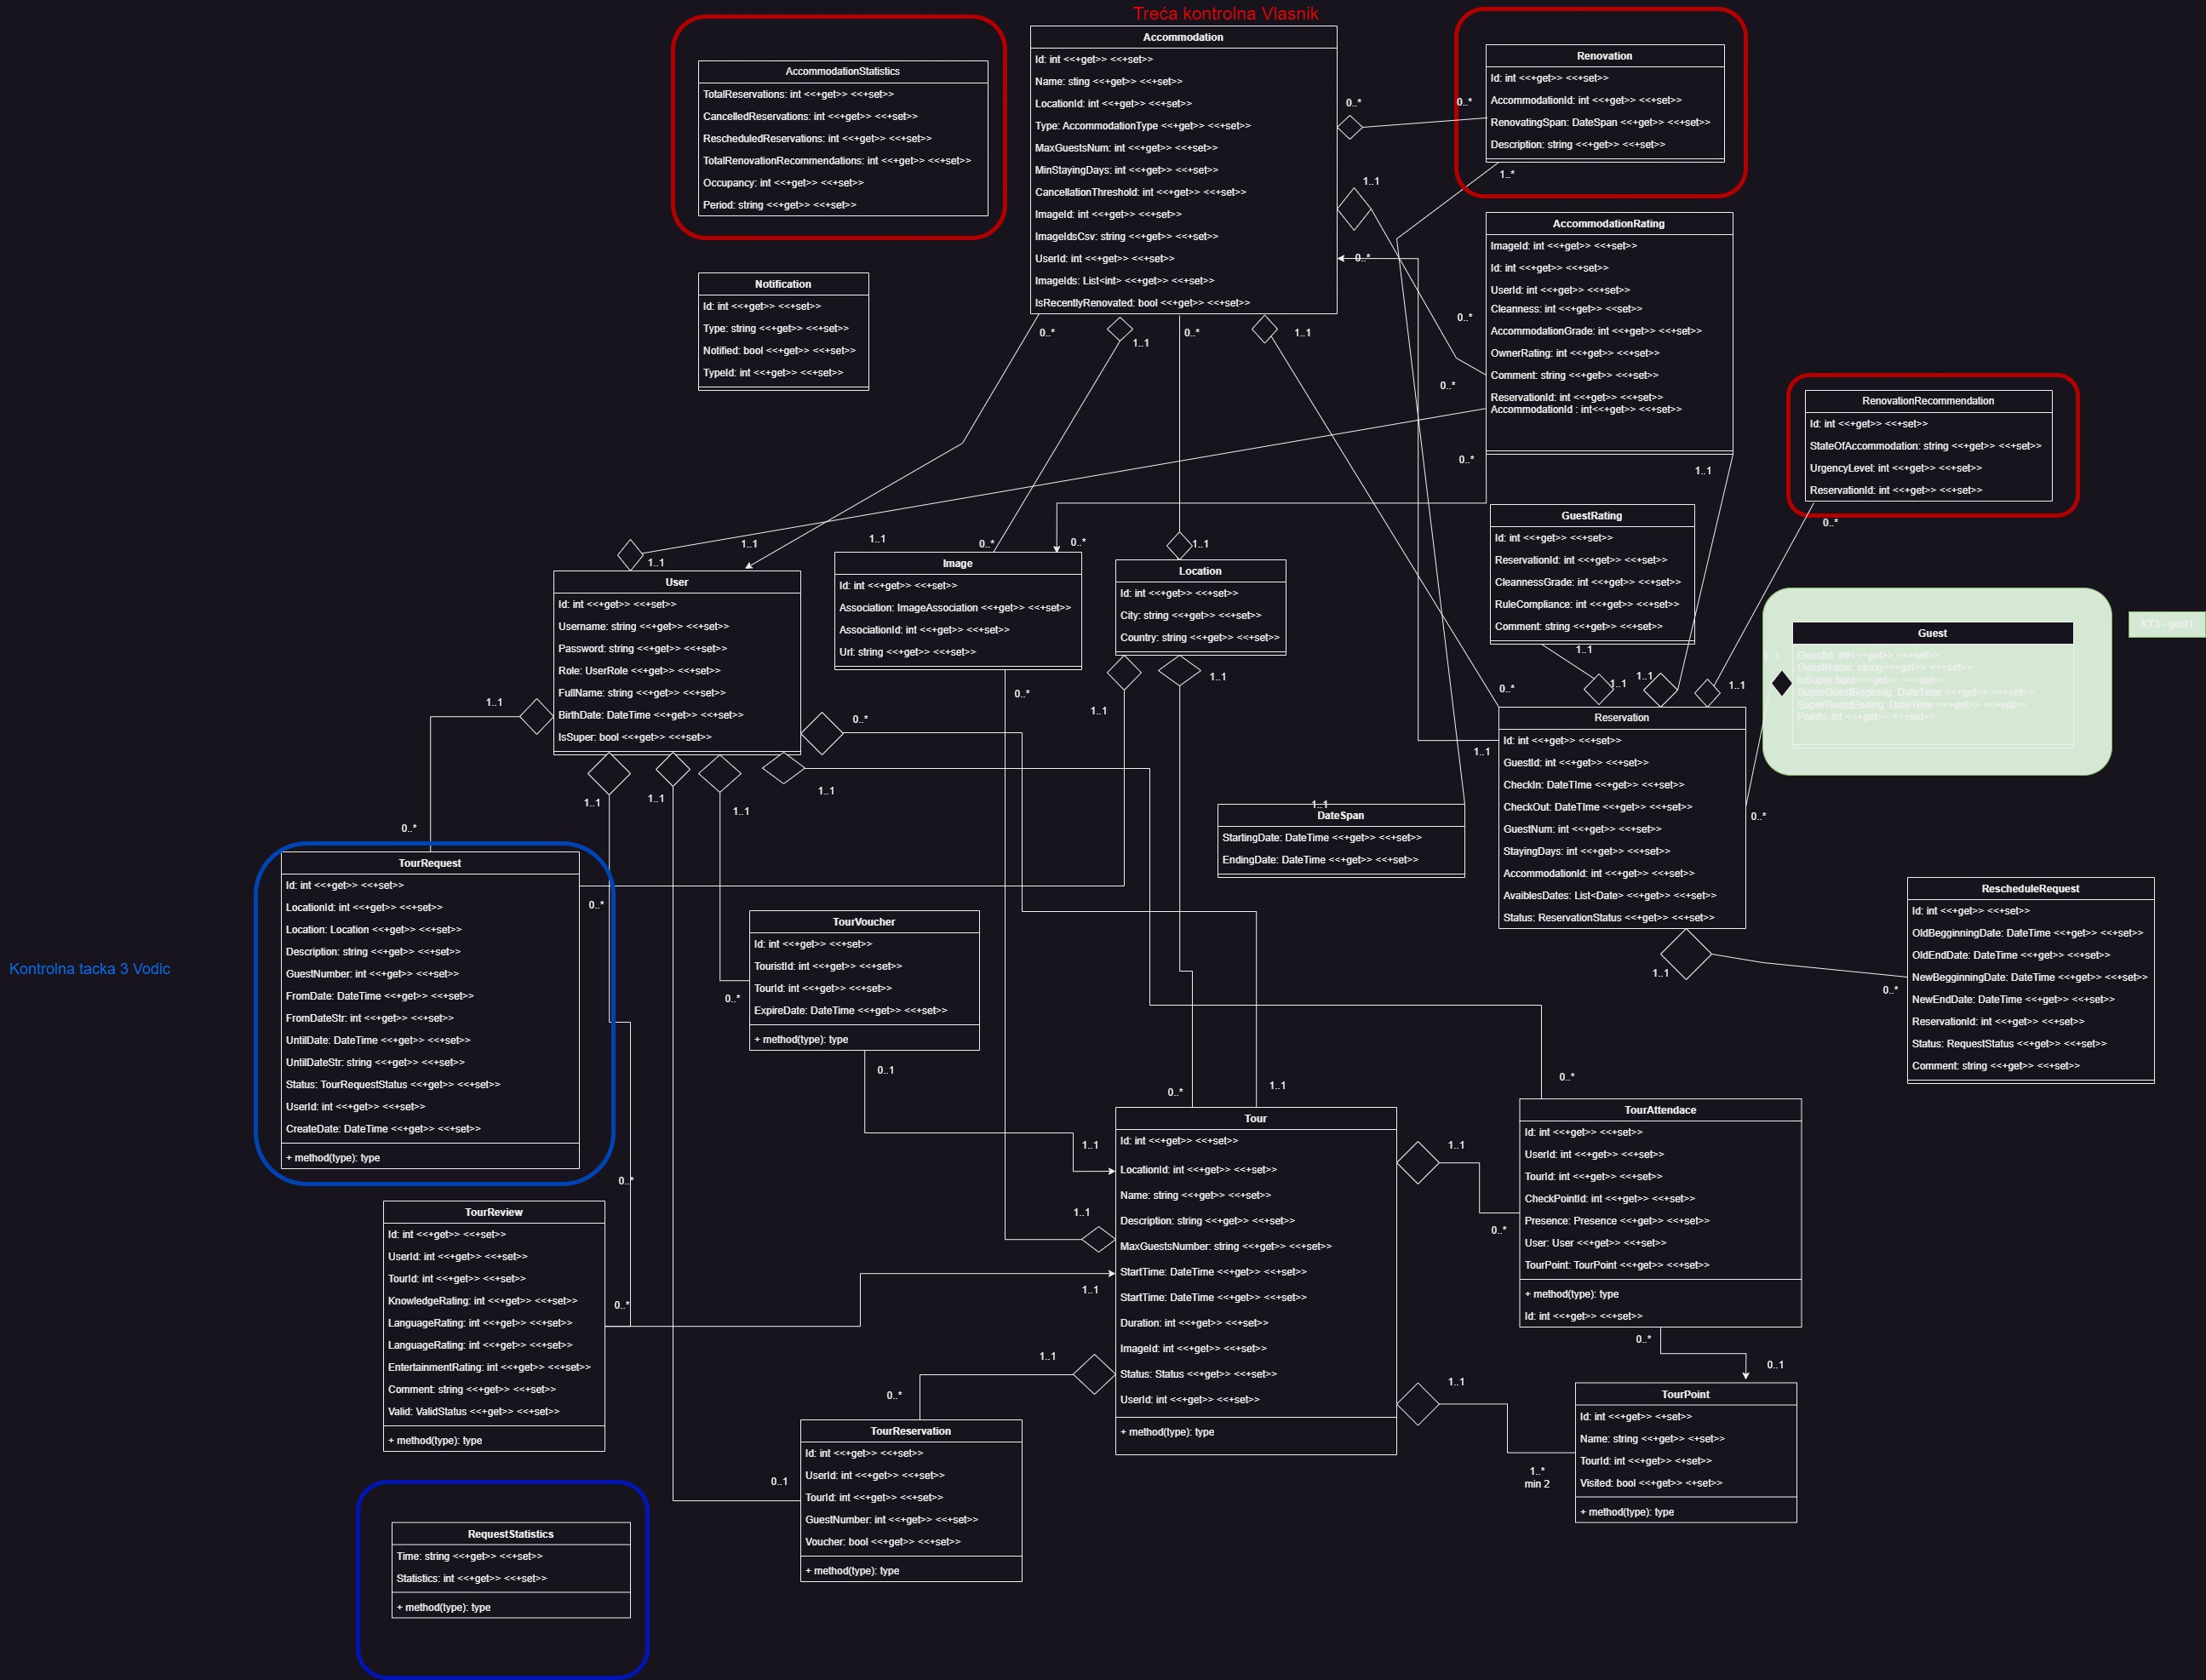 Treća kontrolna Vlasnik
AccommodationStatistics
TotalReservations: int <<+get>> <<+set>>
CancelledReservations: int <<+get>> <<+set>>
RescheduledReservations: int <<+get>> <<+set>>
TotalRenovationRecommendations: int <<+get>> <<+set>>
Occupancy: int <<+get>> <<+set>>
Period: string <<+get>> <<+set>>
Accommodation
Id: int <<+get>> <<+set>>
Name: sting <<+get>> <<+set>>
LocationId: int <<+get>> <<+set>>
Type: AccommodationType <<+get>> <<+set>>
MaxGuestsNum: int <<+get>> <<+set>>
MinStayingDays: int <<+get>> <<+set>>
CancellationThreshold: int <<+get>> <<+set>>
ImageId: int <<+get>> <<+set>>
ImageIdsCsv: string <<+get>> <<+set>>
UserId: int <<+get>> <<+set>>
ImageIds: List<int> <<+get>> <<+set>>
IsRecentlyRenovated: bool <<+get>> <<+set>>
0..*
0..*
1..1
0..*
0..*
1..1
0..*
1..1
Renovation
Id: int <<+get>> <<+set>>
AccommodationId: int <<+get>> <<+set>>
RenovatingSpan: DateSpan <<+get>> <<+set>>
Description: string <<+get>> <<+set>>
1..*
AccommodationRating
ImageId: int <<+get>> <<+set>>
Id: int <<+get>> <<+set>>
UserId: int <<+get>> <<+set>>
Cleanness: int <<+get>> <<set>>
AccommodationGrade: int <<+get>> <<+set>>
OwnerRating: int <<+get>> <<+set>>
Comment: string <<+get>> <<+set>>
ReservationId: int <<+get>> <<+set>>
AccommodationId : int<<+get>> <<+set>>
0..*
0..*
0..*
1..1
Notification
Id: int <<+get>> <<+set>>
Type: string <<+get>> <<+set>>
Notified: bool <<+get>> <<+set>>
TypeId: int <<+get>> <<+set>>
RenovationRecommendation
Id: int <<+get>> <<+set>>
StateOfAccommodation: string <<+get>> <<+set>>
UrgencyLevel: int <<+get>> <<+set>>
ReservationId: int <<+get>> <<+set>>
0..*
GuestRating
Id: int <<+get>> <<+set>>
ReservationId: int <<+get>> <<+set>>
CleannessGrade: int <<+get>> <<+set>>
RuleCompliance: int <<+get>> <<+set>>
Comment: string <<+get>> <<+set>>
1..1
1..1
1..1
1..1
0..*
1..1
1..1
1..1
0..*
0..*
1..1
User
Id: int <<+get>> <<+set>>
Username: string <<+get>> <<+set>>
Password: string <<+get>> <<+set>>
Role: UserRole <<+get>> <<+set>>
FullName: string <<+get>> <<+set>>
BirthDate: DateTime <<+get>> <<+set>>
IsSuper: bool <<+get>> <<+set>>
1..1
0..*
1..1
1..1
1..1
1..1
Image
Id: int <<+get>> <<+set>>
Association: ImageAssociation <<+get>> <<+set>>
AssociationId: int <<+get>> <<+set>>
Url: string <<+get>> <<+set>>
0..*
Location
Id: int <<+get>> <<+set>>
City: string <<+get>> <<+set>>
Country: string <<+get>> <<+set>>
1..1
1..1
Guest
KT3 - gost1
GuestId: int<<+get>> <<+set>>
GuestName: string<<+get>> <<+set>>
IsSuper:bool<<+get>> <<+set>>
SuperGuestBeginnig: DateTime <<+get>> <<+set>>
SuperGuestEnding: DateTime <<+get>> <<+set>>
Points: int <<+get>> <<+set>>
1..1
Reservation
Id: int <<+get>> <<+set>>
GuestId: int <<+get>> <<+set>>
CheckIn: DateTIme <<+get>> <<+set>>
CheckOut: DateTIme <<+get>> <<+set>>
GuestNum: int <<+get>> <<+set>>
StayingDays: int <<+get>> <<+set>>
AccommodationId: int <<+get>> <<+set>>
AvaiblesDates: List<Date> <<+get>> <<+set>>
Status: ReservationStatus <<+get>> <<+set>>
1..1
0..*
1..1
0..*
1..1
DateSpan
StartingDate: DateTime <<+get>> <<+set>>
EndingDate: DateTime <<+get>> <<+set>>
RescheduleRequest
Id: int <<+get>> <<+set>>
OldBegginningDate: DateTime <<+get>> <<+set>>
OldEndDate: DateTime <<+get>> <<+set>>
NewBegginningDate: DateTime <<+get>> <<+set>>
NewEndDate: DateTime <<+get>> <<+set>>
ReservationId: int <<+get>> <<+set>>
Status: RequestStatus <<+get>> <<+set>>
Comment: string <<+get>> <<+set>>
Kontrolna tacka 3 Vodic
0..*
TourRequest
Id: int <<+get>> <<+set>>
LocationId: int <<+get>> <<+set>>
Location: Location <<+get>> <<+set>>
Description: string <<+get>> <<+set>>
GuestNumber: int <<+get>> <<+set>>
FromDate: DateTime <<+get>> <<+set>>
FromDateStr: int <<+get>> <<+set>>
UntilDate: DateTime <<+get>> <<+set>>
UntilDateStr: string <<+get>> <<+set>>
Status: TourRequestStatus <<+get>> <<+set>>
UserId: int <<+get>> <<+set>>
CreateDate: DateTime <<+get>> <<+set>>
+ method(type): type
0..*
TourVoucher
Id: int <<+get>> <<+set>>
TouristId: int <<+get>> <<+set>>
TourId: int <<+get>> <<+set>>
ExpireDate: DateTime <<+get>> <<+set>>
+ method(type): type
0..*
0..1
Tour
Id: int <<+get>> <<+set>>
LocationId: int <<+get>> <<+set>>
Name: string <<+get>> <<+set>>
Description: string <<+get>> <<+set>>
MaxGuestsNumber: string <<+get>> <<+set>>
StartTime: DateTime <<+get>> <<+set>>
StartTime: DateTime <<+get>> <<+set>>
Duration: int <<+get>> <<+set>>
ImageId: int <<+get>> <<+set>>
Status: Status <<+get>> <<+set>>
UserId: int <<+get>> <<+set>>
+ method(type): type
0..*
1..1
1..1
1..1
1..1
1..1
1..1
1..1
TourAttendace
Id: int <<+get>> <<+set>>
UserId: int <<+get>> <<+set>>
TourId: int <<+get>> <<+set>>
CheckPointId: int <<+get>> <<+set>>
Presence: Presence <<+get>> <<+set>>
User: User <<+get>> <<+set>>
TourPoint: TourPoint <<+get>> <<+set>>
+ method(type): type
Id: int <<+get>> <<+set>>
0..*
0..*
0..*
0..1
TourReview
Id: int <<+get>> <<+set>>
UserId: int <<+get>> <<+set>>
TourId: int <<+get>> <<+set>>
KnowledgeRating: int <<+get>> <<+set>>
LanguageRating: int <<+get>> <<+set>>
LanguageRating: int <<+get>> <<+set>>
EntertainmentRating: int <<+get>> <<+set>>
Comment: string <<+get>> <<+set>>
Valid: ValidStatus <<+get>> <<+set>>
+ method(type): type
0..*
0..*
TourPoint
Id: int <<+get>> <+set>>
Name: string <<+get>> <+set>>
TourId: int <<+get>> <+set>>
Visited: bool <<+get>> <+set>>
+ method(type): type
1..*
min 2
TourReservation
Id: int <<+get>> <<+set>>
UserId: int <<+get>> <<+set>>
TourId: int <<+get>> <<+set>>
GuestNumber: int <<+get>> <<+set>>
Voucher: bool <<+get>> <<+set>>
+ method(type): type
0..*
0..1
RequestStatistics
Time: string <<+get>> <<+set>>
Statistics: int <<+get>> <<+set>>
+ method(type): type